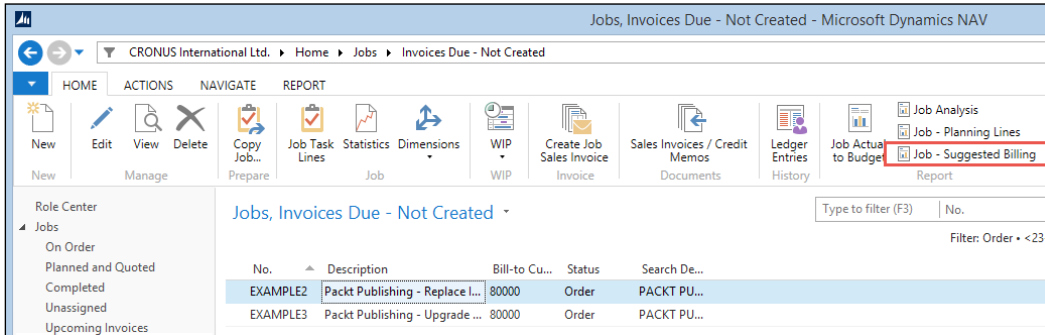 Jobs, Invoices Due - Not Created - Microsoft Dynamics NAV
CRONUS International Ltd. Home Jobs Invoices Due - Not Created
HOME ACTIONS NAVIGATE REPORT
New Edit View Delete Copy Job... Job Task Lines Statistics Dimensions WIP Create Job Sales Invoice Sales Invoices / Credit Memos Ledger Entries Job Actual to Budget
Job Analysis
Job - Planning Lines
Job - Suggested Billing
New Manage Prepare Job WIP Invoice Documents History Report
Role Center
Jobs
On Order
Planned and Quoted
Completed
Unassigned
Upcoming Invoices
Jobs, Invoices Due - Not Created
Type to filter (F3) No.
Filter: Order • <23
No. Description Bill-to Cu... Status Search De...
EXAMPLE2 Packt Publishing - Replace I... 80000 Order PACKT PU...
EXAMPLE3 Packt Publishing - Upgrade ... 80000 Order PACKT PU...